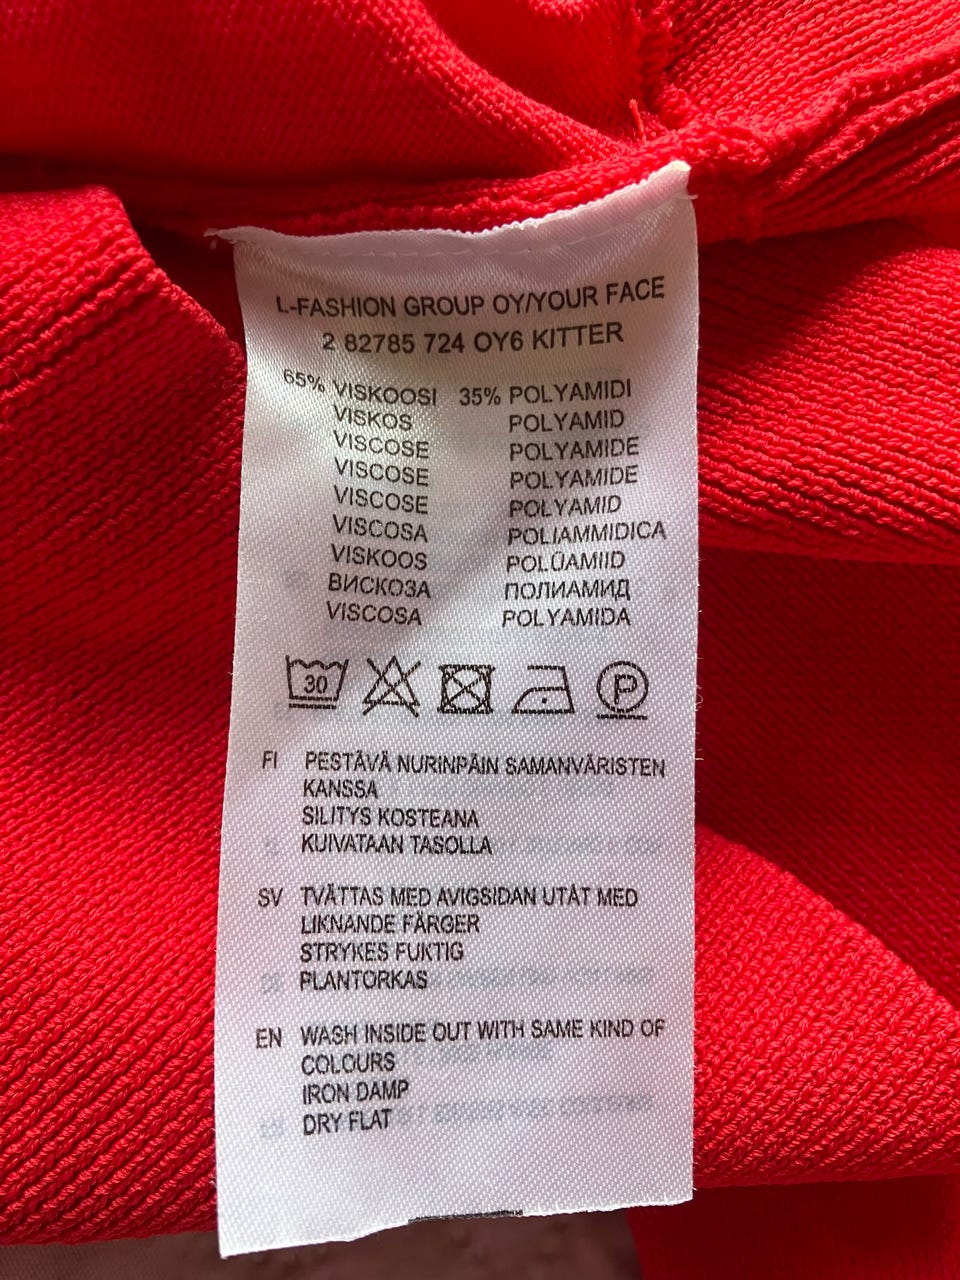 L-FASHION GROUP OY/YOUR FACE
2 82785 724 OY6 KITTER
65% VISKOOSI 35% POLYAMIDI
VISKOS POLYAMID
VISCOSE POLYAMIDE
VISCOSE POLYAMIDE
VISCOSE POLYAMID
VISCOSA POLIAMMIDICA
VISKOOS POLÜAMIID
ВИСКОЗА ПОЛИАМИД
VISCOSA POLYAMIDA
30 P
FI PESTÄVÄ NURINPÄIN SAMANVÄRISTEN
KANSSA
SILITYS KOSTEANA
KUIVATAAN TASOLLA
SV TVÄTTAS MED AVIGSIDAN UTÅT MED
LIKNANDE FÄRGER
STRYKES FUKTIG
PLANTORKAS
EN WASH INSIDE OUT WITH SAME KIND OF
COLOURS
IRON DAMP
DRY FLAT